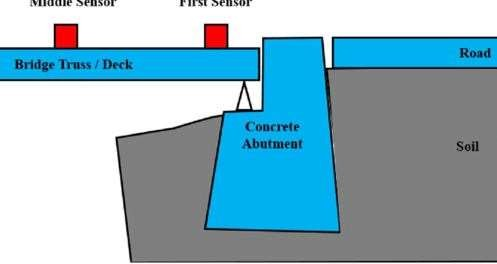 Middle Sensor
First Sensor
Bridge Truss / Deck
Road
Concrete
Abutment
Soil